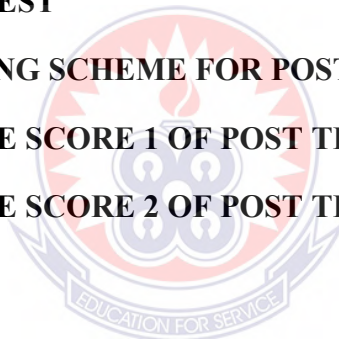 EST
NG SCHEME FOR POST
E SCORE 1 OF POST T
E SCORE 2 OF POST T
EDUCATION FOR SERVICE